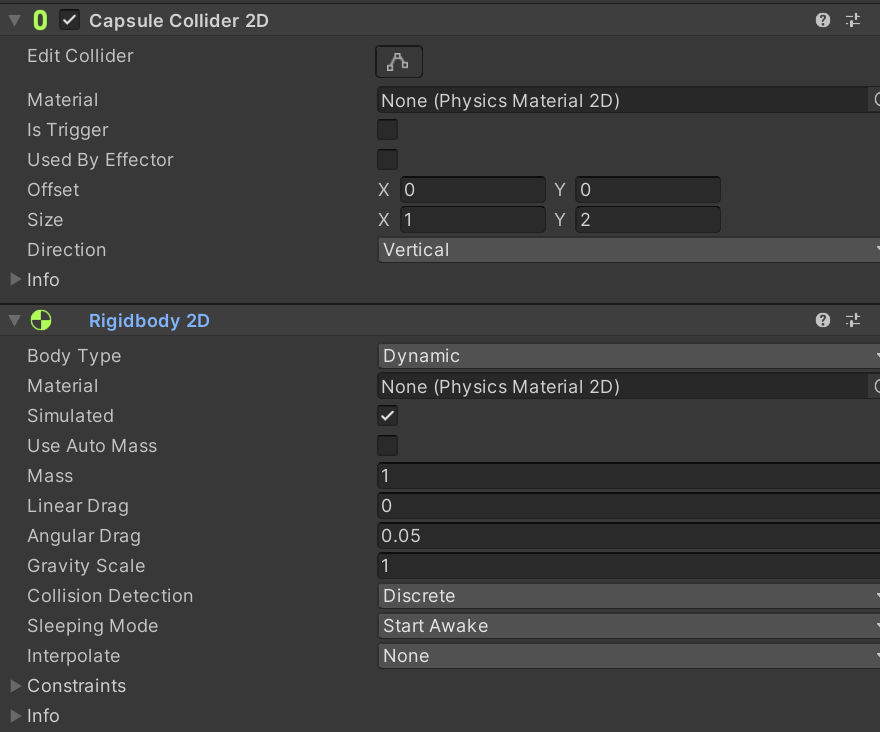 Capsule Collider 2D
Edit Collider
Material None (Physics Material 2D)
Is Trigger
Used By Effector
Offset X 0 Y 0
Size X 1 Y 2
Direction Vertical
Info
Rigidbody 2D
Body Type Dynamic
Material None (Physics Material 2D)
Simulated
Use Auto Mass
Mass 1
Linear Drag 0
Angular Drag 0.05
Gravity Scale 1
Collision Detection Discrete
Sleeping Mode Start Awake
Interpolate None
Constraints
Info